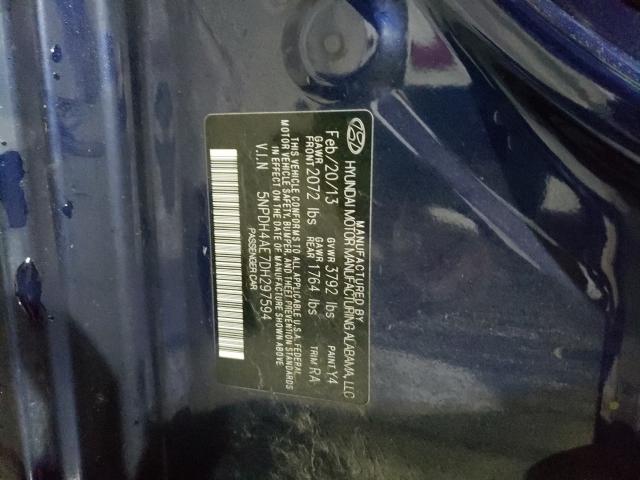 MANUFACTURED BY
HYUNDAI MOTOR MANUFACTURING ALABAMA, LLC
Feb/20/13 GVWR 3792 lbs PAINT: Y4
GAWR FRONT 2072 lbs GAWR REAR 1764 lbs TRIM RA
THIS VEHICLE CONFORMS TO ALL APPLICABLE U.S.A. FEDERAL
MOTOR VEHICLE SAFETY, BUMPER, AND THEFT PREVENTION STANDARDS
IN EFFECT ON THE DATE OF MANUFACTURE SHOWN ABOVE
V.I.N 5NPDH4AE7DH297594
PASSENGER CAR